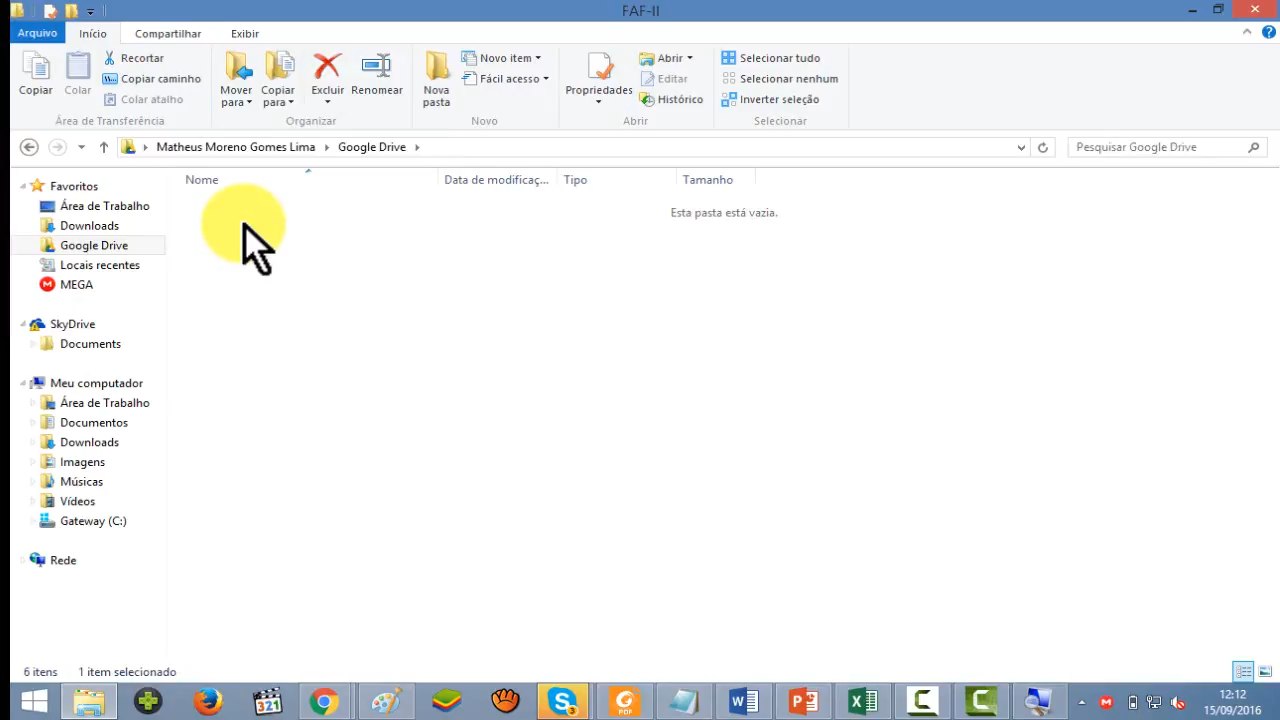 FAF-II
Arquivo Início Compartilhar Exibir
Copiar
Colar
Recortar
Copiar caminho
Colar atalho
Área de Transferência
Mover para
Copiar para
Excluir
Renomear
Organizar
Nova pasta
Novo item
Fácil acesso
Novo
Propriedades
Abrir
Editar
Histórico
Abrir
Selecionar tudo
Selecionar nenhum
Inverter seleção
Selecionar
Matheus Moreno Gomes Lima Google Drive
Pesquisar Google Drive
Nome Data de modificaç... Tipo Tamanho
Esta pasta está vazia.
Favoritos
Área de Trabalho
Downloads
Google Drive
Locais recentes
MEGA
SkyDrive
Documents
Meu computador
Área de Trabalho
Documentos
Downloads
Imagens
Músicas
Vídeos
Gateway (C:)
Rede
6 itens 1 item selecionado
321
S
3
PDF
12:12
15/09/2016